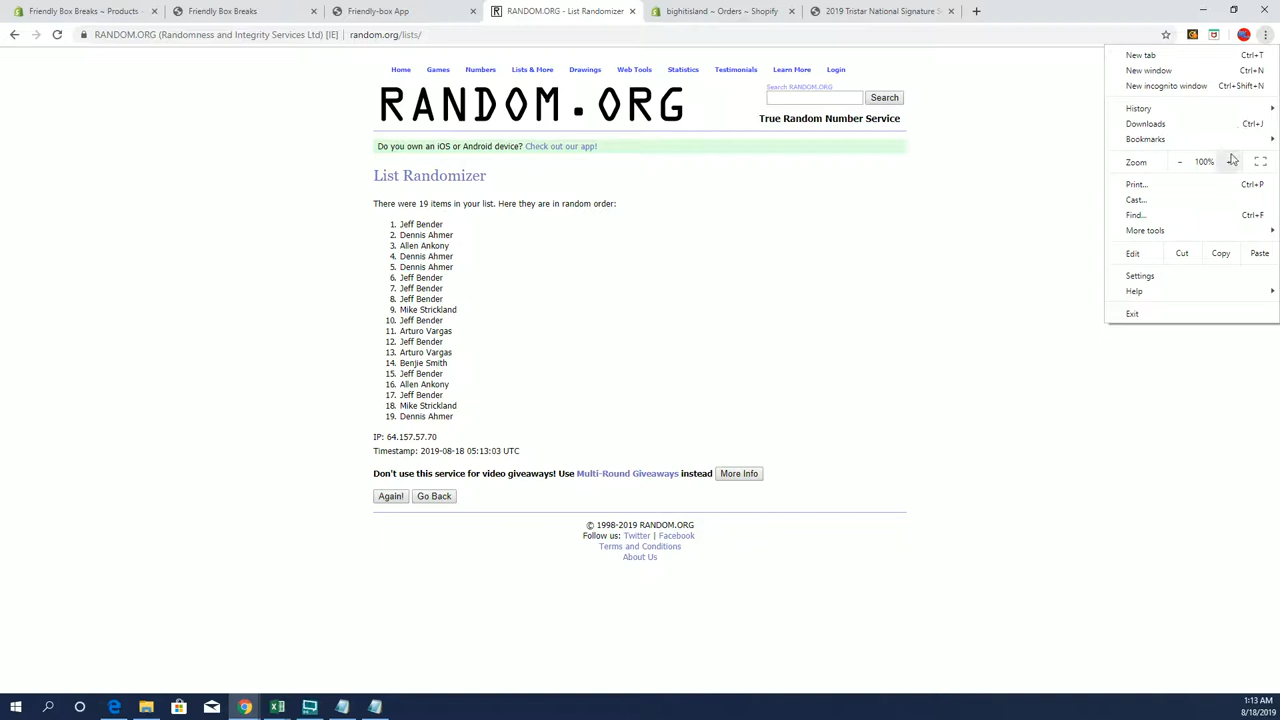 Friendly Box Breaks ~ Products
Friendly Box Breaks
Friendly-box App
RANDOM.ORG - List Randomizer
bighitisland ~ Orders ~ Shopify
2019 Tristar National Signature S
RANDOM.ORG (Randomness and Integrity Services Ltd) [IE] | random.org/lists/
Home Games Numbers Lists & More Drawings Web Tools Statistics Testimonials Learn More Login
RANDOM.ORG
Search RANDOM.ORG
Search
True Random Number Service
Do you own an iOS or Android device? Check out our app!
List Randomizer
There were 19 items in your list. Here they are in random order:
1. Jeff Bender
2. Dennis Ahmer
3. Allen Ankony
4. Dennis Ahmer
5. Dennis Ahmer
6. Jeff Bender
7. Jeff Bender
8. Jeff Bender
9. Mike Strickland
10. Jeff Bender
11. Arturo Vargas
12. Jeff Bender
13. Arturo Vargas
14. Benjie Smith
15. Jeff Bender
16. Allen Ankony
17. Jeff Bender
18. Mike Strickland
19. Dennis Ahmer
IP: 64.157.57.70
Timestamp: 2019-08-18 05:13:03 UTC
Don't use this service for video giveaways! Use Multi-Round Giveaways instead More Info
Again! Go Back
© 1998-2019 RANDOM.ORG
Follow us: Twitter | Facebook
Terms and Conditions
About Us
New tab Ctrl+T
New window Ctrl+N
New incognito window Ctrl+Shift+N
History
Downloads Ctrl+J
Bookmarks
Zoom - 100%
Print... Ctrl+P
Cast...
Find... Ctrl+F
More tools
Edit Cut Copy Paste
Settings
Help
Exit
1:13 AM
8/18/2019